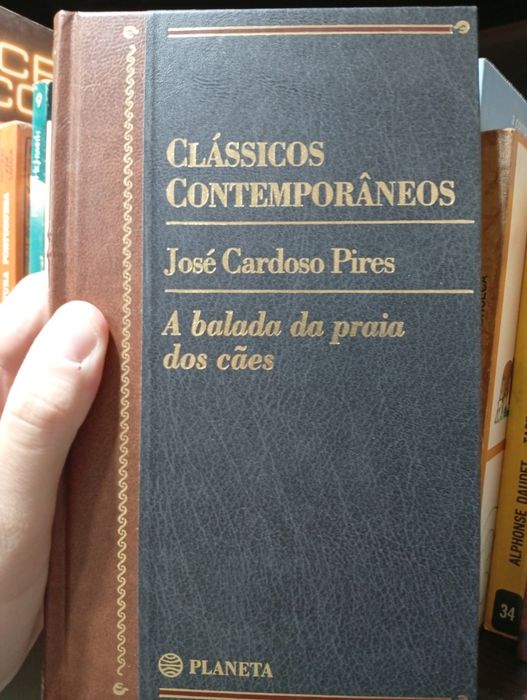 CLÁSSICOS
CONTEMPORÂNEOS
José Cardoso Pires
A balada da praia
dos cães
PLANETA
ALPHONSE DAUDET
34